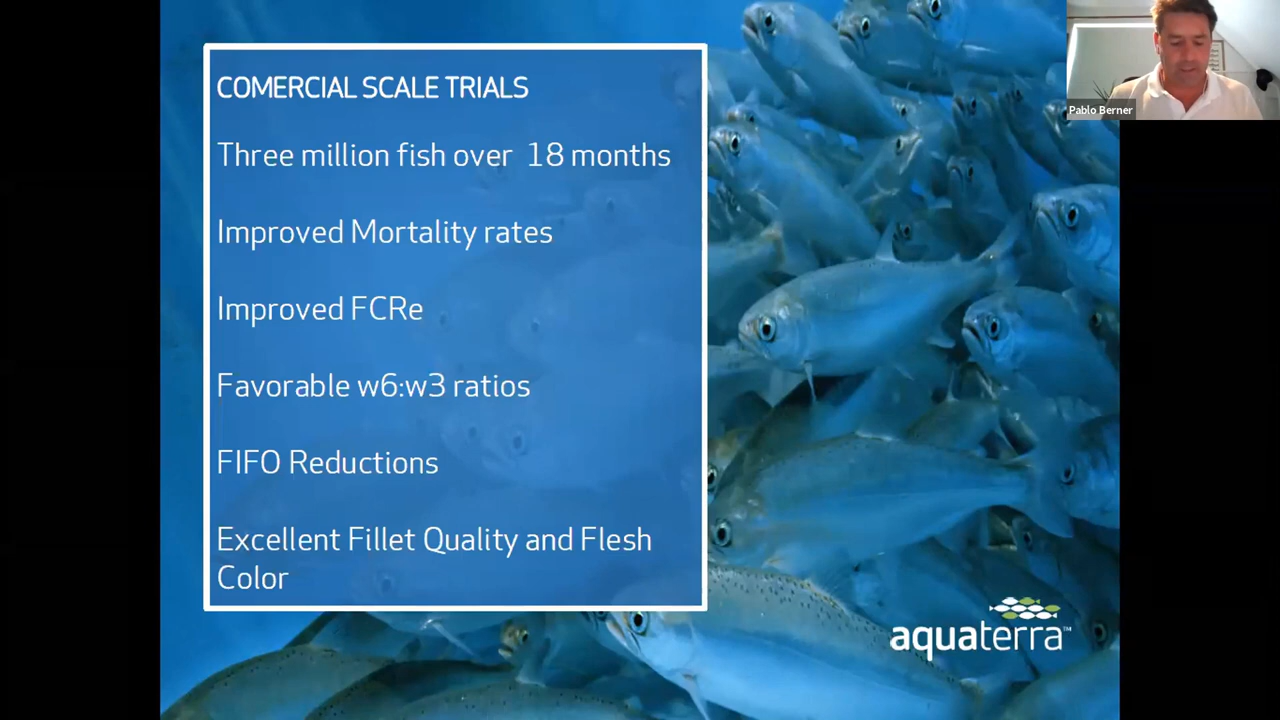 COMERCIAL SCALE TRIALS
Three million fish over 18 months
Improved Mortality rates
Improved FCRe
Favorable w6:w3 ratios
FIFO Reductions
Excellent Fillet Quality and Flesh
Color
aquaterra™
Pablo Berner